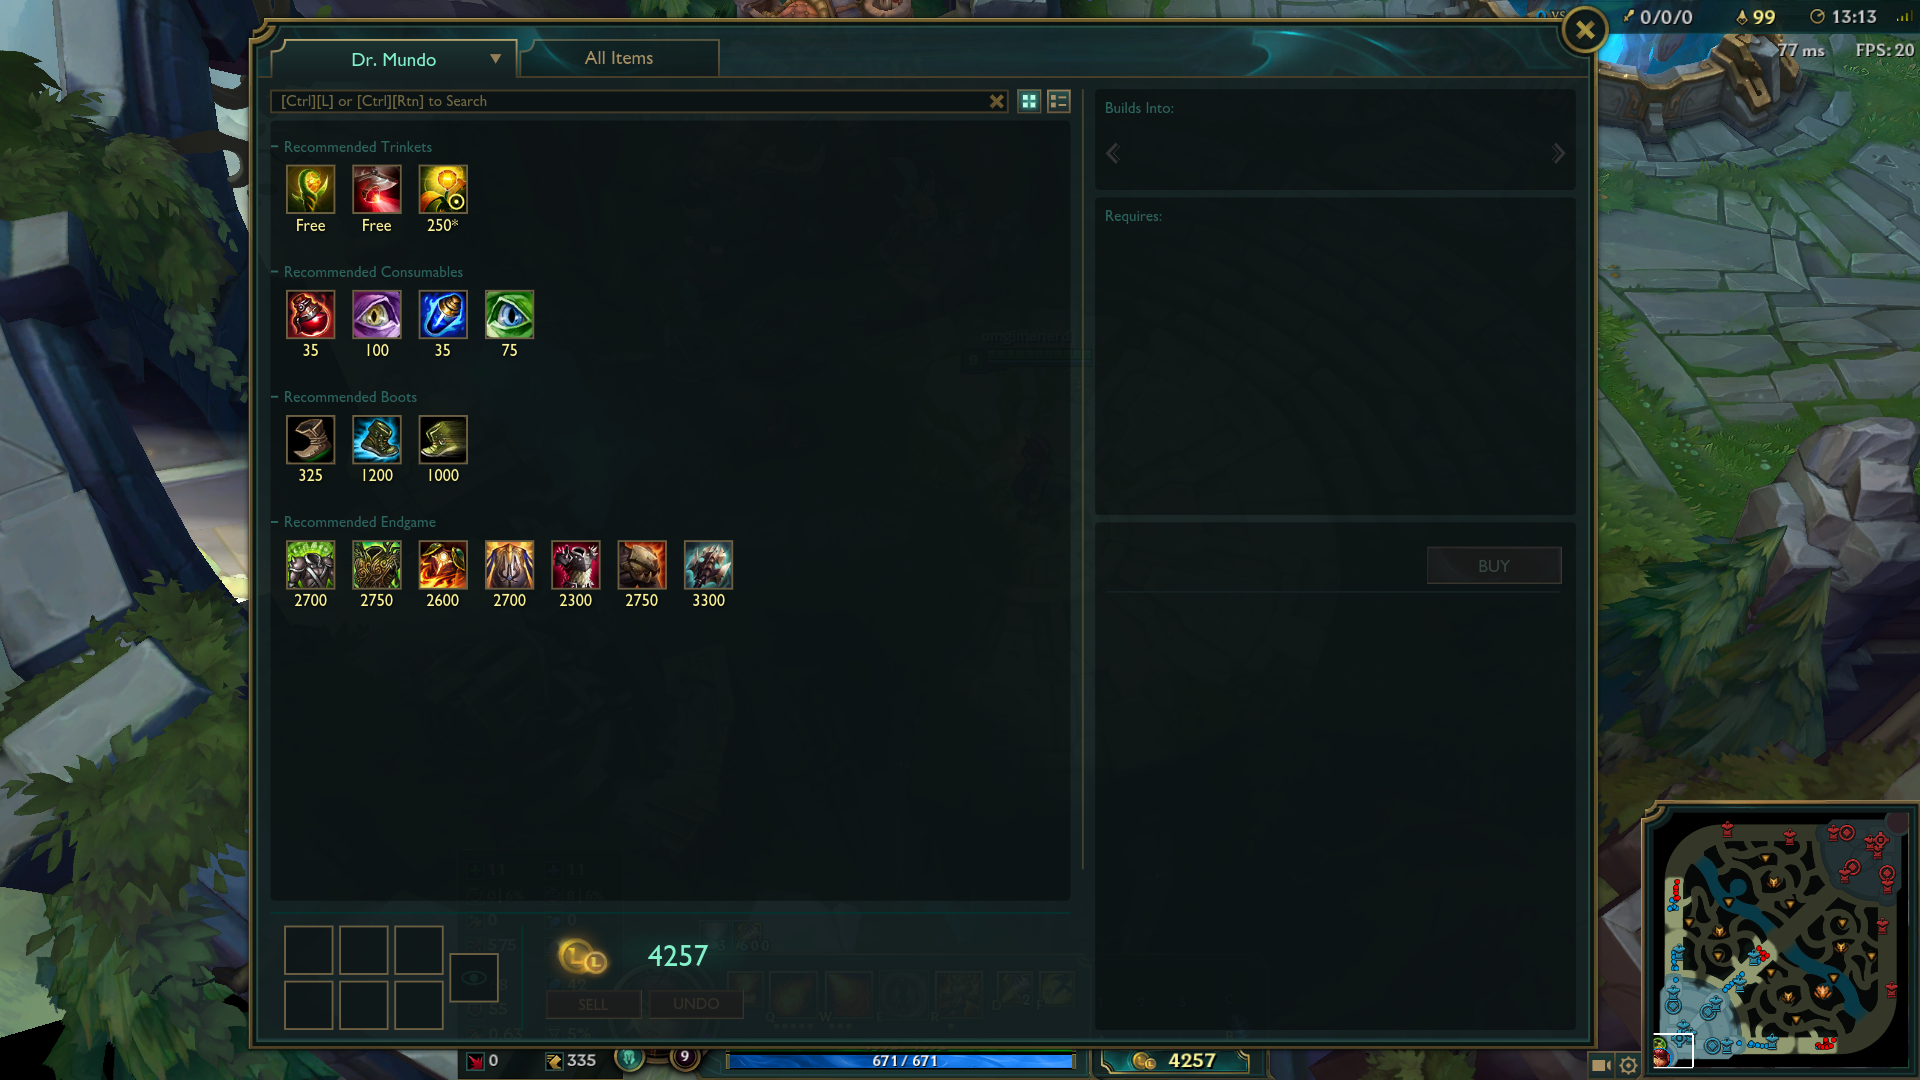 VS 0/0/0 99 13:13
77 ms FPS: 20
Dr. Mundo
All Items
[Ctrl][L] or [Ctrl][Rtn] to Search
Builds Into:
Recommended Trinkets
Free Free 250*
Requires:
Recommended Consumables
35 100 35 75
Recommended Boots
325 1200 1000
Recommended Endgame
2700 2750 2600 2700 2300 2750 3300
BUY
4257
SELL UNDO
0 335 9 671 / 671 4257